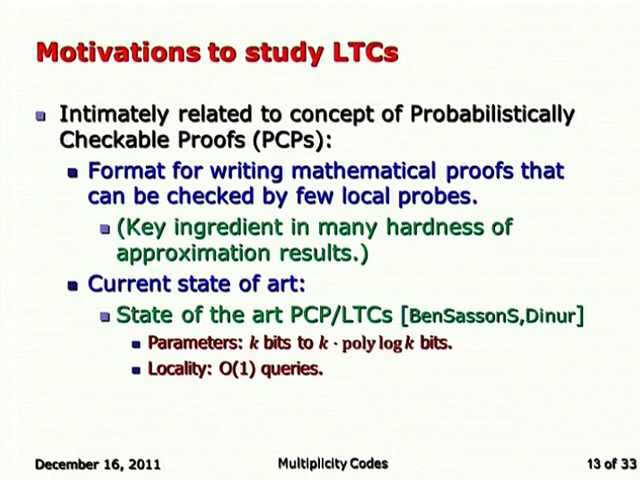 Motivations to study LTCs
Intimately related to concept of Probabilistically
Checkable Proofs (PCPs):
Format for writing mathematical proofs that
can be checked by few local probes.
(Key ingredient in many hardness of
approximation results.)
Current state of art:
State of the art PCP/LTCs [BenSassonS,Dinur]
Parameters: k bits to k · poly log k bits.
Locality: O(1) queries.
December 16, 2011 Multiplicity Codes 13 of 33